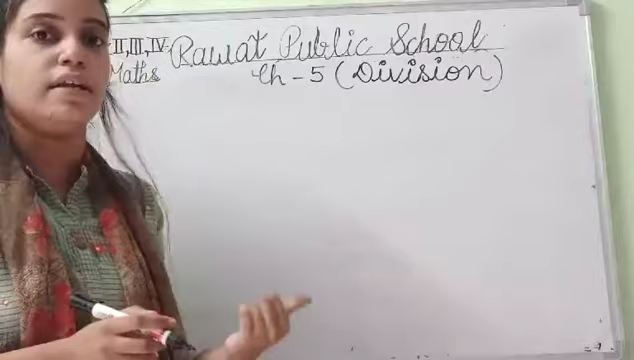 II,III,IV Rawat Public School
Maths Ch - 5 (Division)